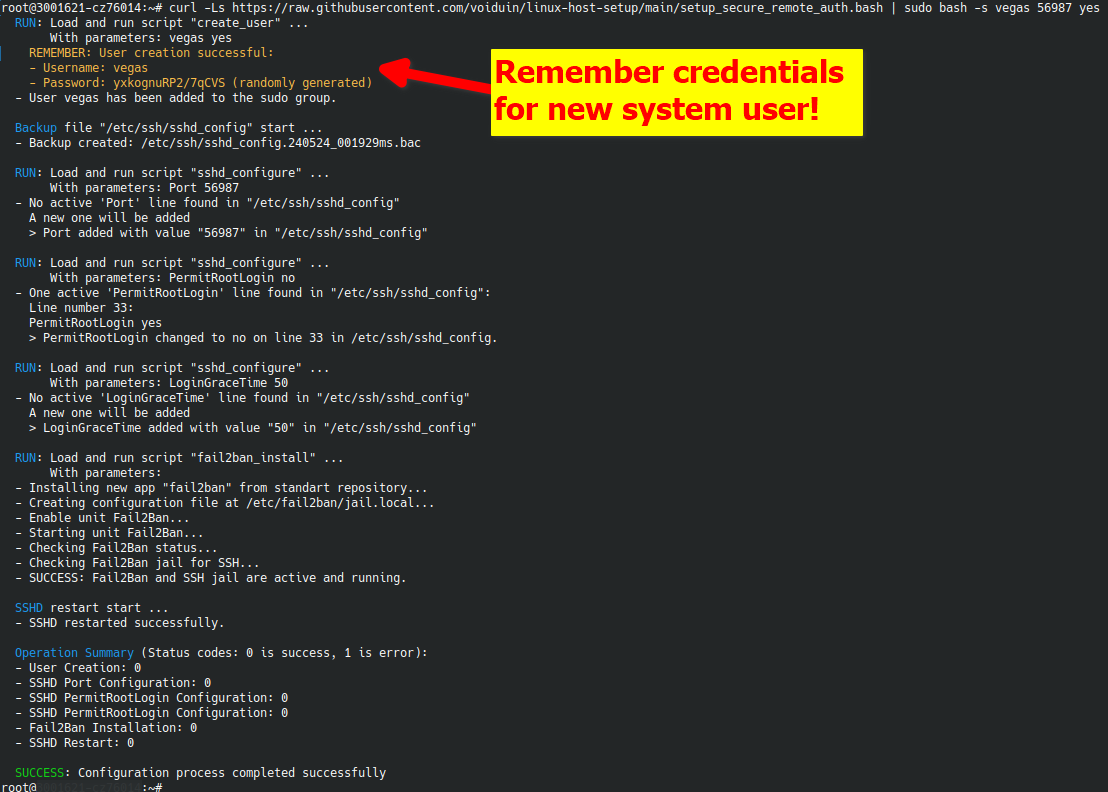 root@3001621-cz76014:~# curl -Ls https://raw.githubusercontent.com/voiduin/linux-host-setup/main/setup_secure_remote_auth.bash | sudo bash -s vegas 56987 yes
RUN: Load and run script "create_user" ...
With parameters: vegas yes
REMEMBER: User creation successful:
- Username: vegas
- Password: yxkognuRP2/7qCVS (randomly generated)
- User vegas has been added to the sudo group.
Remember credentials
for new system user!
Backup file "/etc/ssh/sshd_config" start ...
- Backup created: /etc/ssh/sshd_config.240524_001929ms.bac
RUN: Load and run script "sshd_configure" ...
With parameters: Port 56987
- No active 'Port' line found in "/etc/ssh/sshd_config"
A new one will be added
> Port added with value "56987" in "/etc/ssh/sshd_config"
RUN: Load and run script "sshd_configure" ...
With parameters: PermitRootLogin no
- One active 'PermitRootLogin' line found in "/etc/ssh/sshd_config":
Line number 33:
PermitRootLogin yes
> PermitRootLogin changed to no on line 33 in /etc/ssh/sshd_config.
RUN: Load and run script "sshd_configure" ...
With parameters: LoginGraceTime 50
- No active 'LoginGraceTime' line found in "/etc/ssh/sshd_config"
A new one will be added
> LoginGraceTime added with value "50" in "/etc/ssh/sshd_config"
RUN: Load and run script "fail2ban_install" ...
With parameters:
- Installing new app "fail2ban" from standart repository...
- Creating configuration file at /etc/fail2ban/jail.local...
- Enable unit Fail2Ban...
- Starting unit Fail2Ban...
- Checking Fail2Ban status...
- Checking Fail2Ban jail for SSH...
- SUCCESS: Fail2Ban and SSH jail are active and running.
SSHD restart start ...
- SSHD restarted successfully.
Operation Summary (Status codes: 0 is success, 1 is error):
- User Creation: 0
- SSHD Port Configuration: 0
- SSHD PermitRootLogin Configuration: 0
- SSHD PermitRootLogin Configuration: 0
- Fail2Ban Installation: 0
- SSHD Restart: 0
SUCCESS: Configuration process completed successfully
root@ :~#